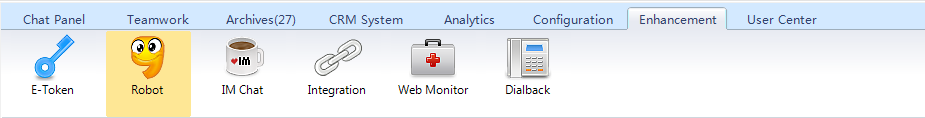 Chat Panel Teamwork Archives(27) CRM System Analytics Configuration Enhancement User Center
IM
E-Token Robot IM Chat Integration Web Monitor Dialback